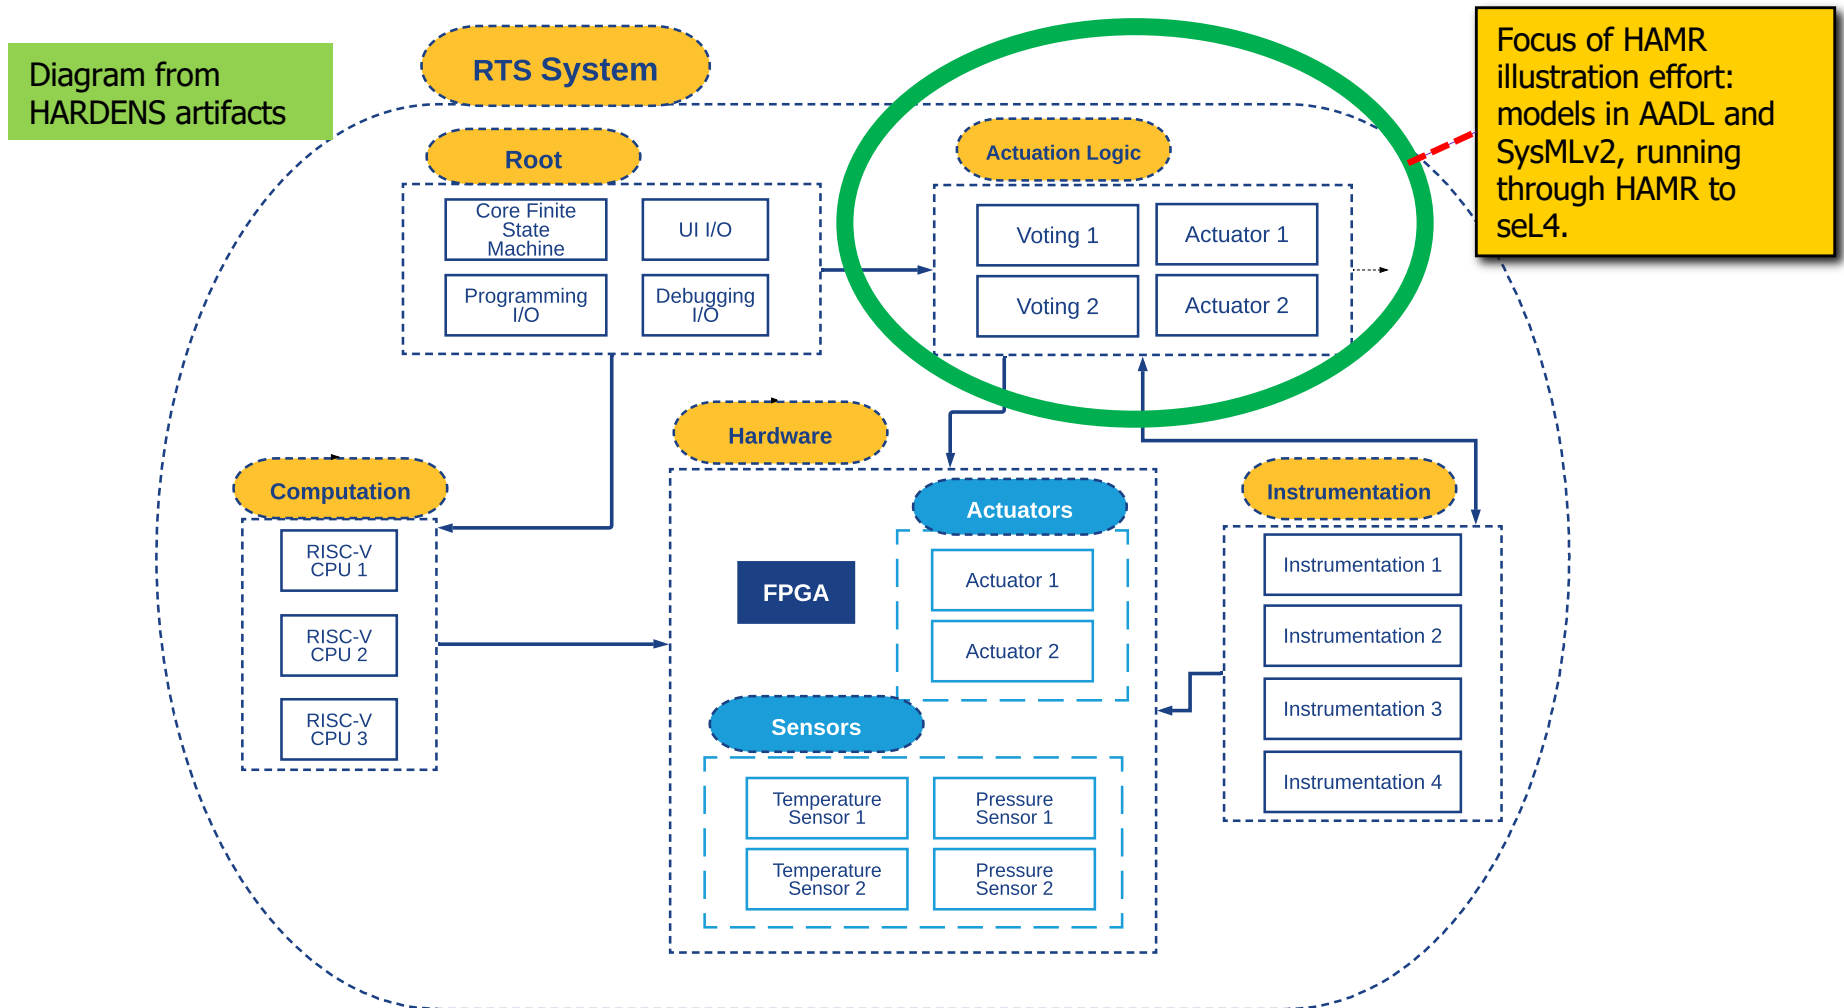 Diagram from
HARDENS artifacts
RTS System
Focus of HAMR
illustration effort:
models in AADL and
SysMLv2, running
through HAMR to
seL4.
Root
Core Finite
State
Machine
UI I/O
Programming
I/O
Debugging
I/O
Actuation Logic
Voting 1
Actuator 1
Voting 2
Actuator 2
Computation
RISC-V
CPU 1
RISC-V
CPU 2
RISC-V
CPU 3
Hardware
FPGA
Actuators
Actuator 1
Actuator 2
Sensors
Temperature
Sensor 1
Pressure
Sensor 1
Temperature
Sensor 2
Pressure
Sensor 2
Instrumentation
Instrumentation 1
Instrumentation 2
Instrumentation 3
Instrumentation 4